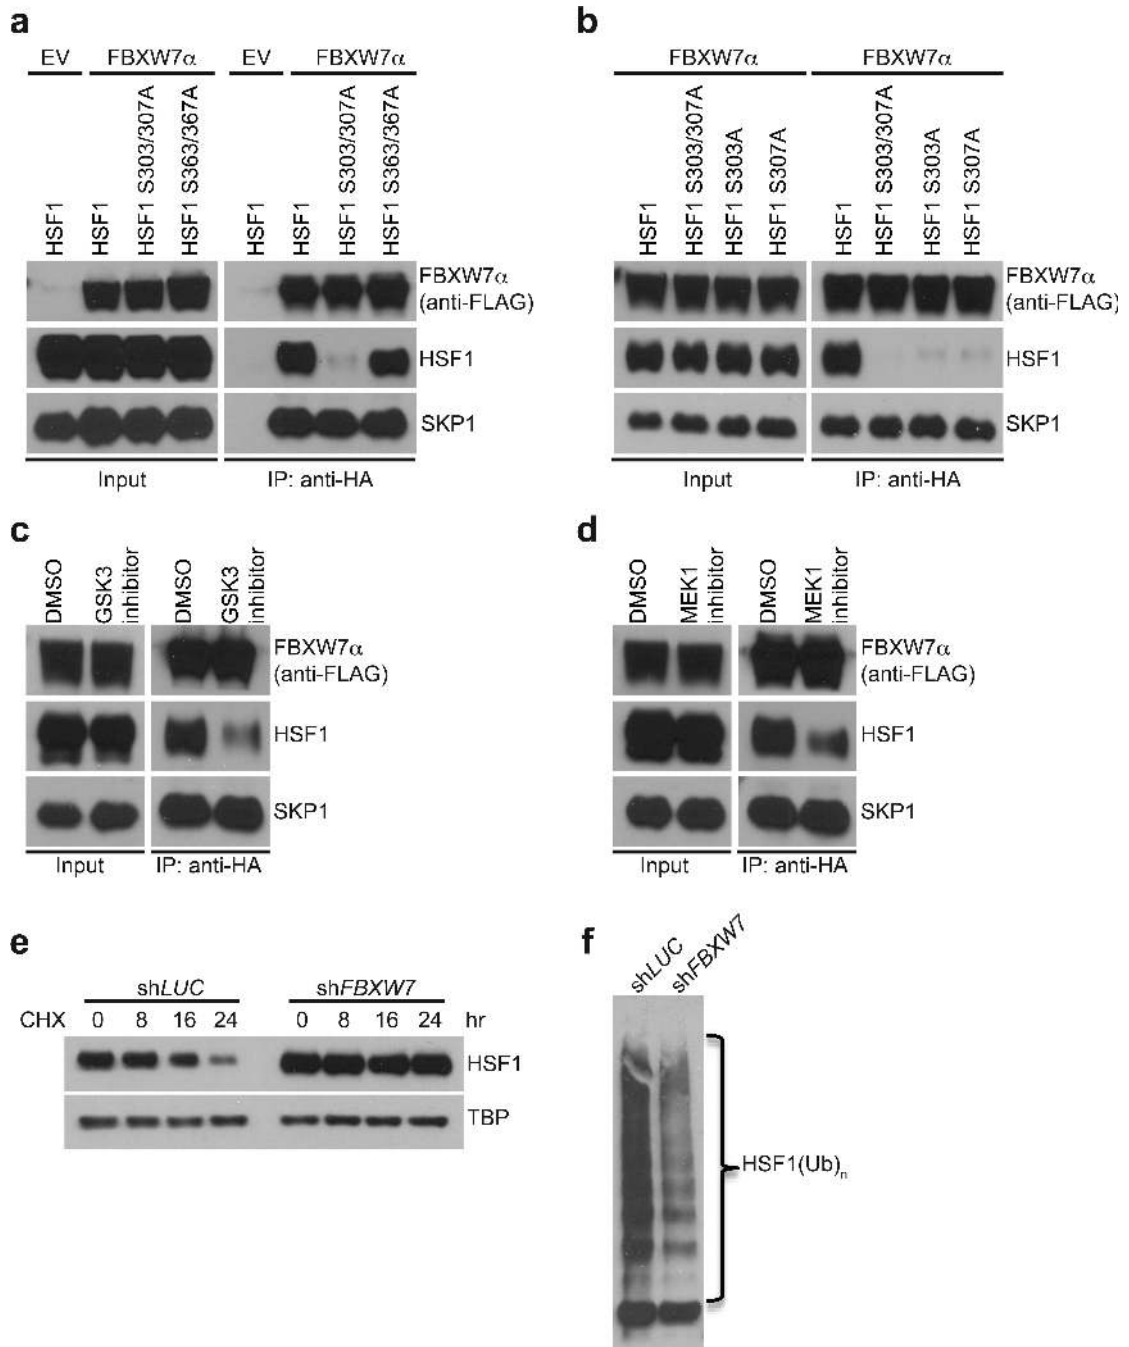 a
EV FBXW7α EV FBXW7α
HSF1
HSF1
HSF1 S303/307A
HSF1 S363/367A
HSF1
HSF1
HSF1 S303/307A
HSF1 S363/367A
FBXW7α
(anti-FLAG)
HSF1
SKP1
Input IP: anti-HA
b
FBXW7α FBXW7α
HSF1
HSF1 S303/307A
HSF1 S303A
HSF1 S307A
HSF1
HSF1 S303/307A
HSF1 S303A
HSF1 S307A
FBXW7α
(anti-FLAG)
HSF1
SKP1
Input IP: anti-HA
c
DMSO
GSK3
inhibitor
DMSO
GSK3
inhibitor
FBXW7α
(anti-FLAG)
HSF1
SKP1
Input IP: anti-HA
d
DMSO
MEK1
inhibitor
DMSO
MEK1
inhibitor
FBXW7α
(anti-FLAG)
HSF1
SKP1
Input IP: anti-HA
e
shLUC shFBXW7
CHX 0 8 16 24 0 8 16 24 hr
HSF1
TBP
f
shLUC
shFBXW7
HSF1(Ub)n